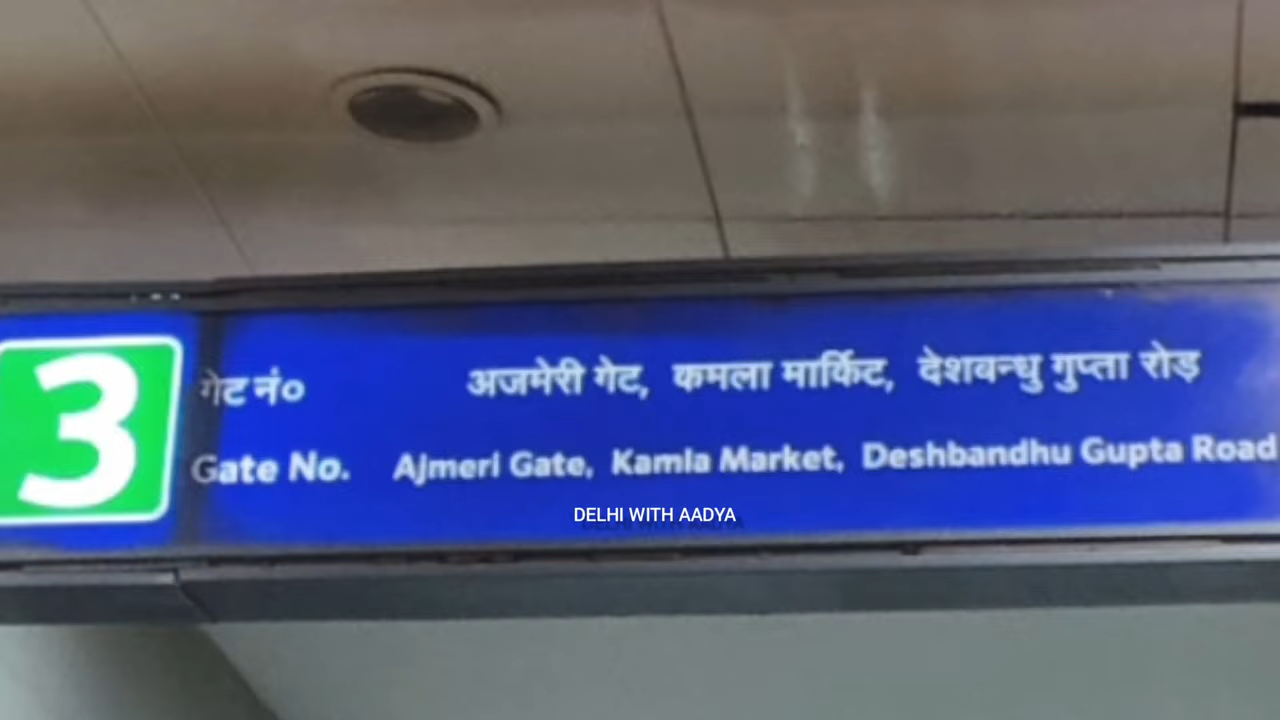 3
गेट नं०
अजमेरी गेट, कमला मार्किट, देशबन्धु गुप्ता रोड़
Gate No.
Ajmeri Gate, Kamla Market, Deshbandhu Gupta Road
DELHI WITH AADYA